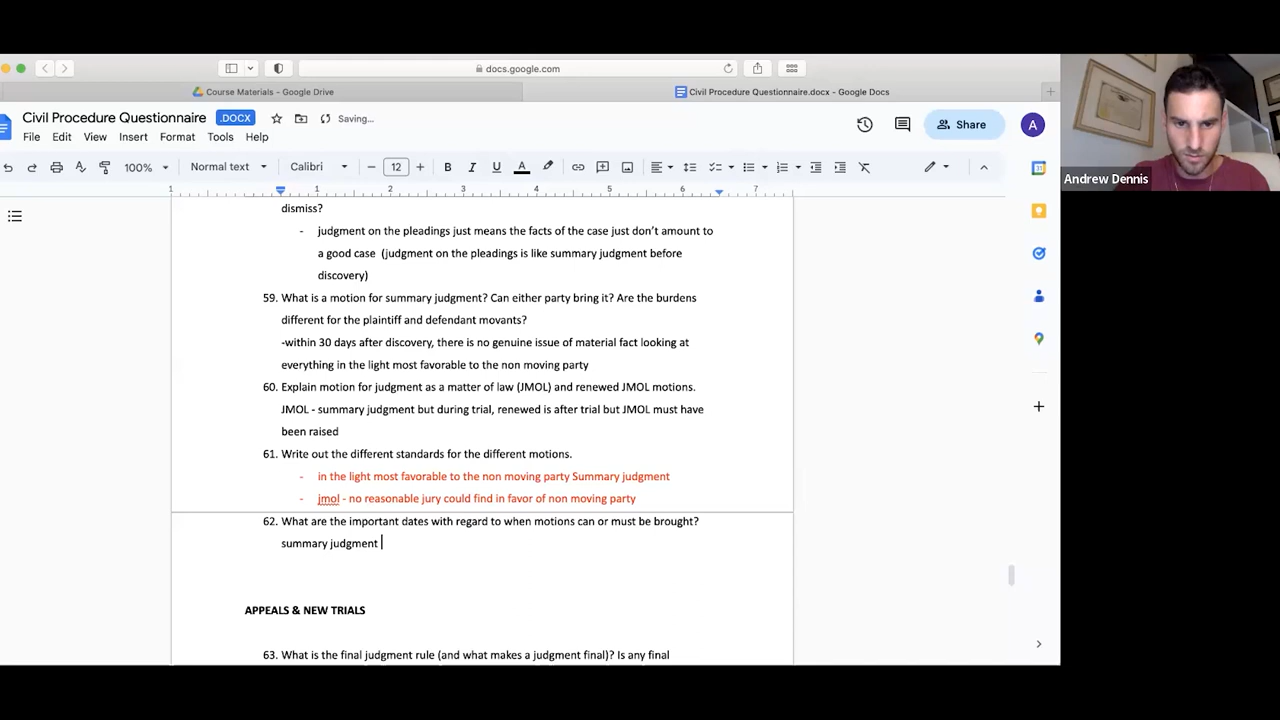 docs.google.com
Course Materials - Google Drive
Civil Procedure Questionnaire.docx - Google Docs
Civil Procedure Questionnaire .DOCX Saving...
File Edit View Insert Format Tools Help
Share
A
100% Normal text Calibri 12 B I U A
1 1 2 3 4 5 6 7
Andrew Dennis
dismiss?
- judgment on the pleadings just means the facts of the case just don't amount to
a good case (judgment on the pleadings is like summary judgment before
discovery)
59. What is a motion for summary judgment? Can either party bring it? Are the burdens
different for the plaintiff and defendant movants?
-within 30 days after discovery, there is no genuine issue of material fact looking at
everything in the light most favorable to the non moving party
60. Explain motion for judgment as a matter of law (JMOL) and renewed JMOL motions.
JMOL - summary judgment but during trial, renewed is after trial but JMOL must have
been raised
61. Write out the different standards for the different motions.
- in the light most favorable to the non moving party Summary judgment
- jmol - no reasonable jury could find in favor of non moving party
62. What are the important dates with regard to when motions can or must be brought?
summary judgment
APPEALS & NEW TRIALS
63. What is the final judgment rule (and what makes a judgment final)? Is any final